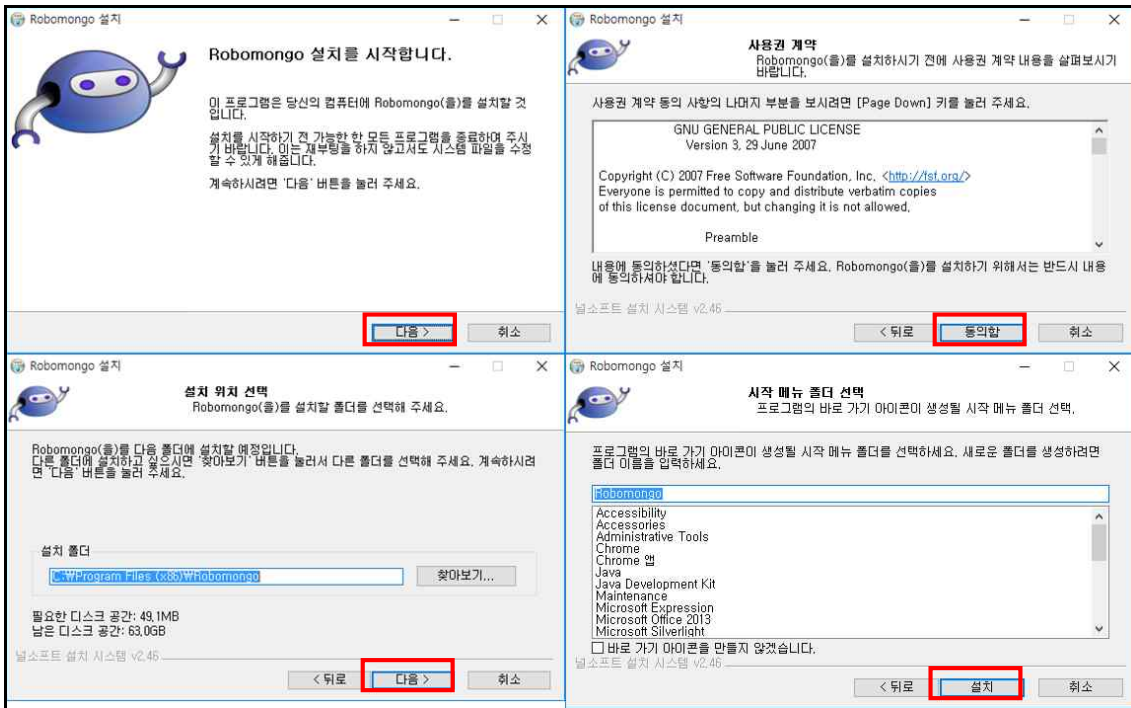 Robomongo 설치
Robomongo 설치를 시작합니다.
이 프로그램은 당신의 컴퓨터에 Robomongo(을)를 설치할 것
입니다.
설치를 시작하기 전 가능한 한 모든 프로그램을 종료하여 주시
기 바랍니다. 이는 재부팅을 하지 않고서도 시스템 파일을 수정
할 수 있게 해줍니다.
계속하시려면 '다음' 버튼을 눌러 주세요.
다음 >
취소
Robomongo 설치
사용권 계약
Robomongo(을)를 설치하시기 전에 사용권 계약 내용을 살펴보시기
바랍니다.
사용권 계약 동의 사항의 나머지 부분을 보시려면 [Page Down] 키를 눌러 주세요.
GNU GENERAL PUBLIC LICENSE
Version 3, 29 June 2007
Copyright (C) 2007 Free Software Foundation, Inc. <http://fsf.org/>
Everyone is permitted to copy and distribute verbatim copies
of this license document, but changing it is not allowed.
Preamble
내용에 동의하셨다면 '동의함'을 눌러 주세요. Robomongo(을)를 설치하기 위해서는 반드시 내용
에 동의하셔야 합니다.
널소프트 설치 시스템 v2.46
< 뒤로
동의함
취소
Robomongo 설치
설치 위치 선택
Robomongo(을)를 설치할 폴더를 선택해 주세요.
Robomongo(을)를 다음 폴더에 설치할 예정입니다.
다른 폴더에 설치하고 싶으시면 '찾아보기' 버튼을 눌러서 다른 폴더를 선택해 주세요. 계속하시려
면 '다음' 버튼을 눌러 주세요.
설치 폴더
C:₩Program Files (x86)₩Robomongo
찾아보기...
필요한 디스크 공간: 49.1MB
남은 디스크 공간: 63.0GB
널소프트 설치 시스템 v2.46
< 뒤로
다음 >
취소
Robomongo 설치
시작 메뉴 폴더 선택
프로그램의 바로 가기 아이콘이 생성될 시작 메뉴 폴더 선택.
프로그램의 바로 가기 아이콘이 생성될 시작 메뉴 폴더를 선택하세요. 새로운 폴더를 생성하려면
폴더 이름을 입력하세요.
Robomongo
Accessibility
Accessories
Administrative Tools
Chrome
Chrome 앱
Java
Java Development Kit
Maintenance
Microsoft Expression
Microsoft Office 2013
Microsoft Silverlight
바로 가기 아이콘을 만들지 않겠습니다.
널소프트 설치 시스템 v2.46
< 뒤로
설치
취소